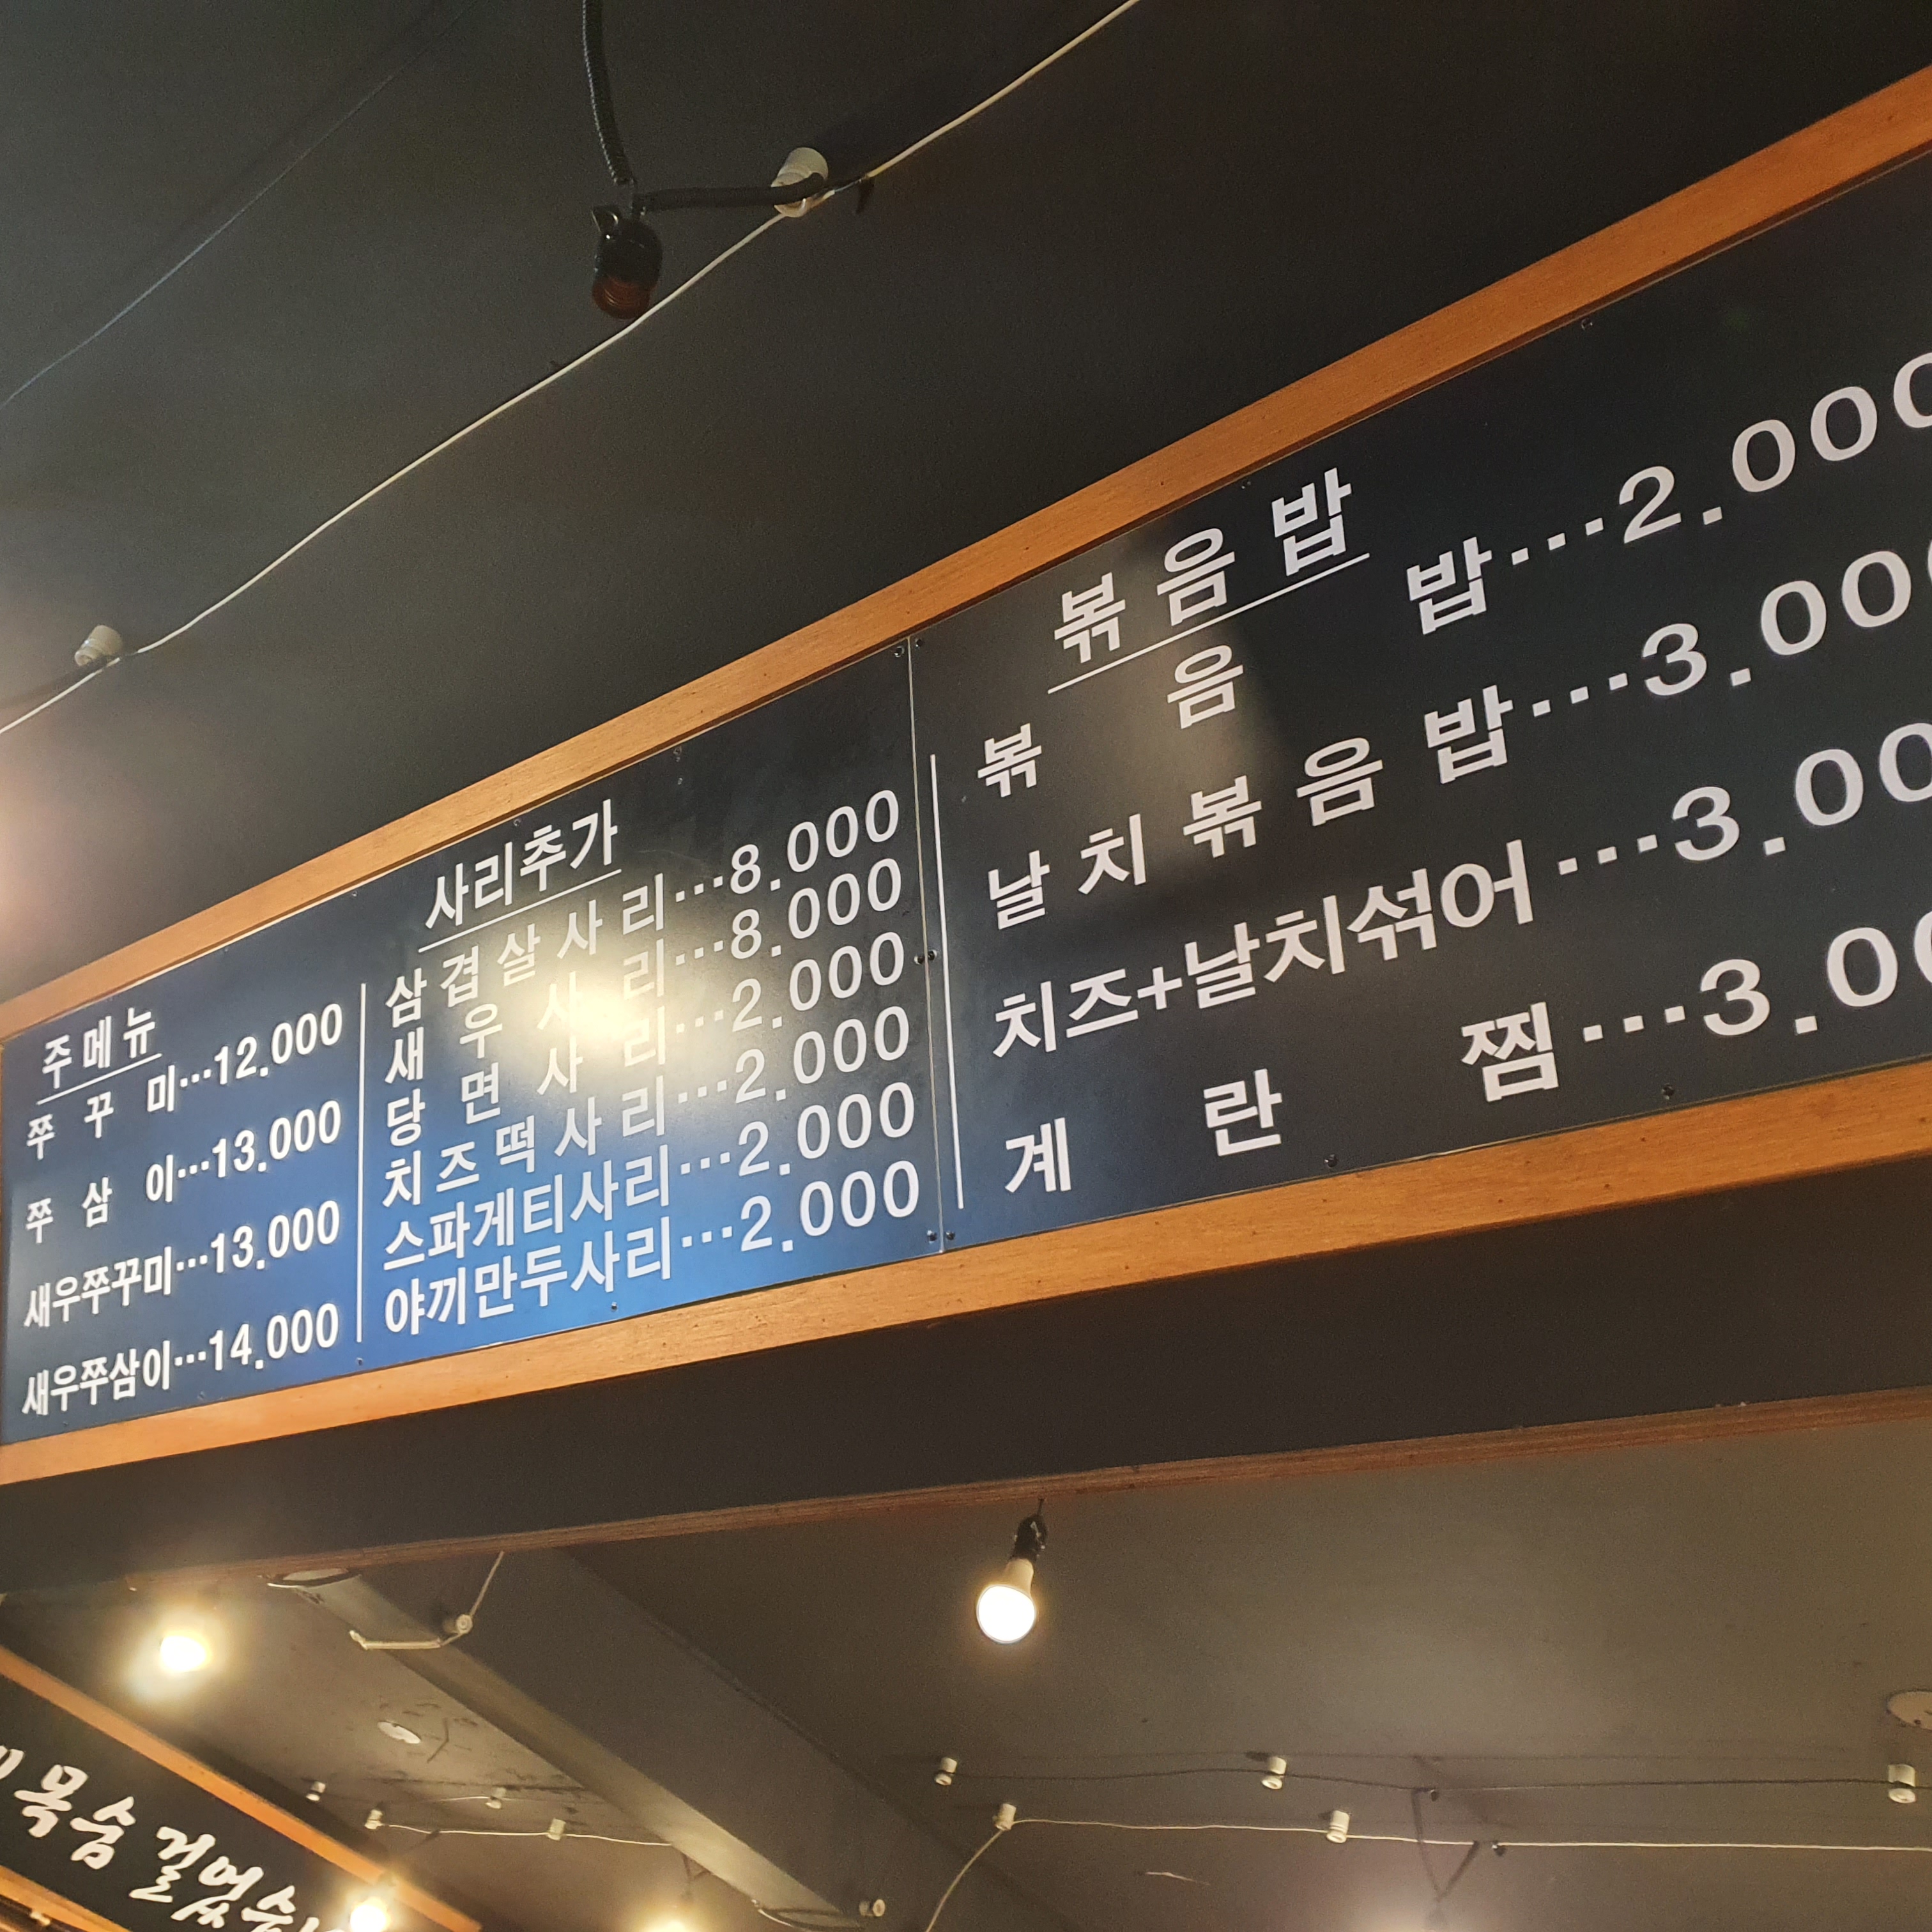 주메뉴
쭈꾸미…12.000
쭈삼이…13.000
새우쭈꾸미…13.000
새우쭈삼이…14.000
사리추가
삼겹살사리…8.000
새우사리…8.000
당면사리…2.000
치즈떡사리…2.000
스파게티사리…2.000
야끼만두사리…2.000
볶음밥
볶음밥…2.000
날치볶음밥…3.000
치즈+날치섞어…3.00
계란찜…3.00
목숨 걸었습